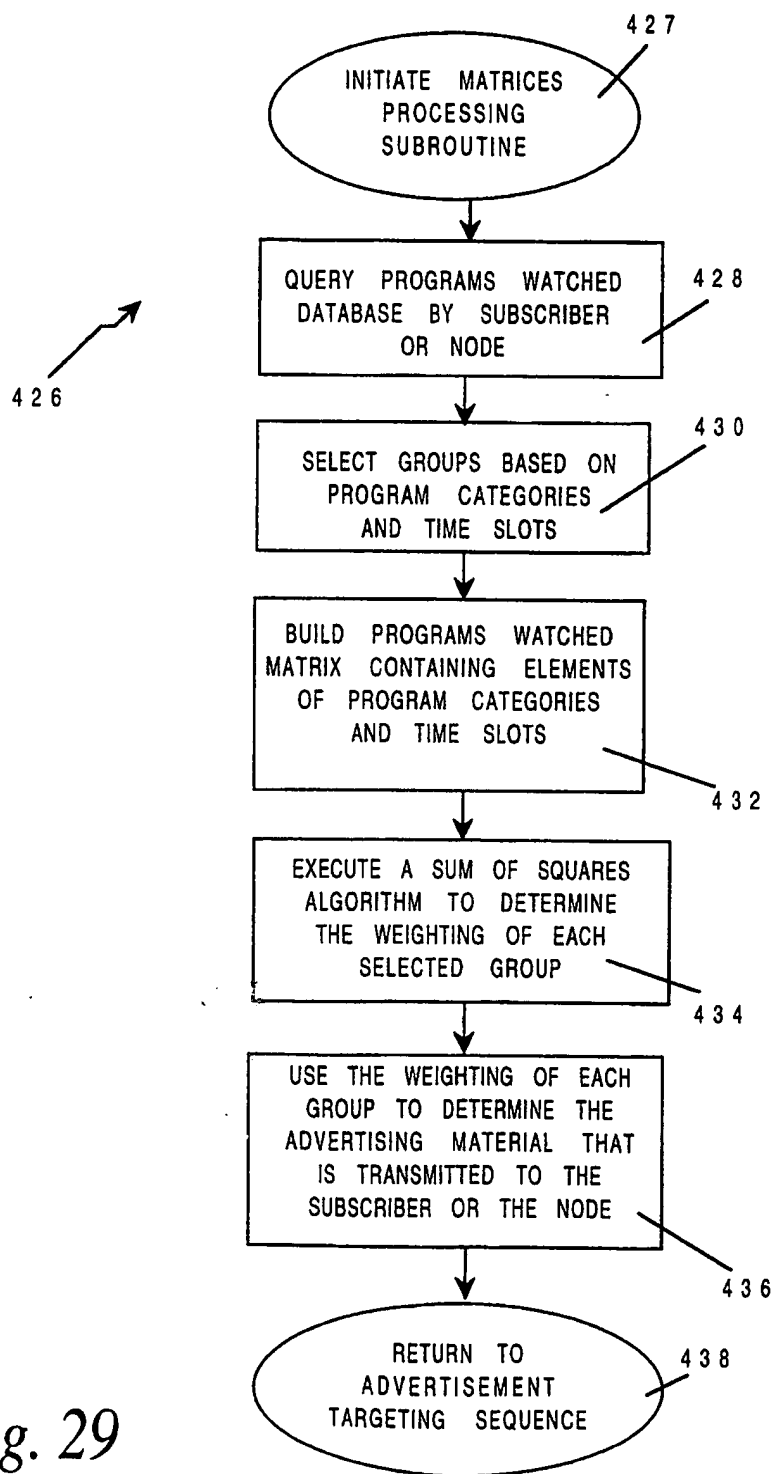 427
INITIATE MATRICES
PROCESSING
SUBROUTINE
QUERY PROGRAMS WATCHED
DATABASE BY SUBSCRIBER
OR NODE
428
426
430
SELECT GROUPS BASED ON
PROGRAM CATEGORIES
AND TIME SLOTS
BUILD PROGRAMS WATCHED
MATRIX CONTAINING ELEMENTS
OF PROGRAM CATEGORIES
AND TIME SLOTS
432
EXECUTE A SUM OF SQUARES
ALGORITHM TO DETERMINE
THE WEIGHTING OF EACH
SELECTED GROUP
434
USE THE WEIGHTING OF EACH
GROUP TO DETERMINE THE
ADVERTISING MATERIAL THAT
IS TRANSMITTED TO THE
SUBSCRIBER OR THE NODE
436
RETURN TO
ADVERTISEMENT
TARGETING SEQUENCE
438
g. 29